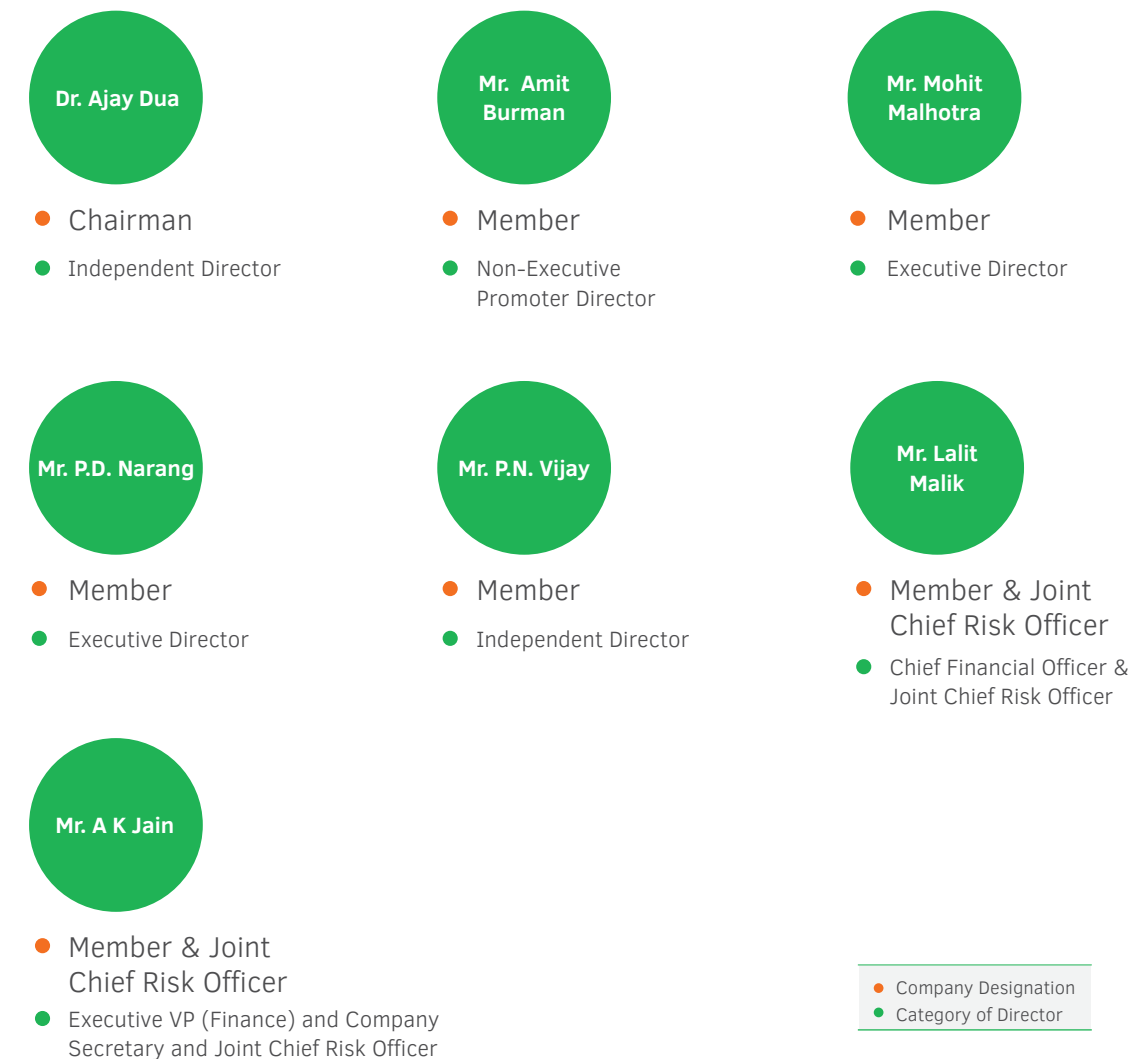 Dr. Ajay Dua
Chairman
Independent Director
Mr. Amit
Burman
Member
Non-Executive
Promoter Director
Mr. Mohit
Malhotra
Member
Executive Director
Mr. P.D. Narang
Member
Executive Director
Mr. P.N. Vijay
Member
Independent Director
Mr. Lalit
Malik
Member & Joint
Chief Risk Officer
Chief Financial Officer &
Joint Chief Risk Officer
Mr. A K Jain
Member & Joint
Chief Risk Officer
Executive VP (Finance) and Company
Secretary and Joint Chief Risk Officer
Company Designation
Category of Director